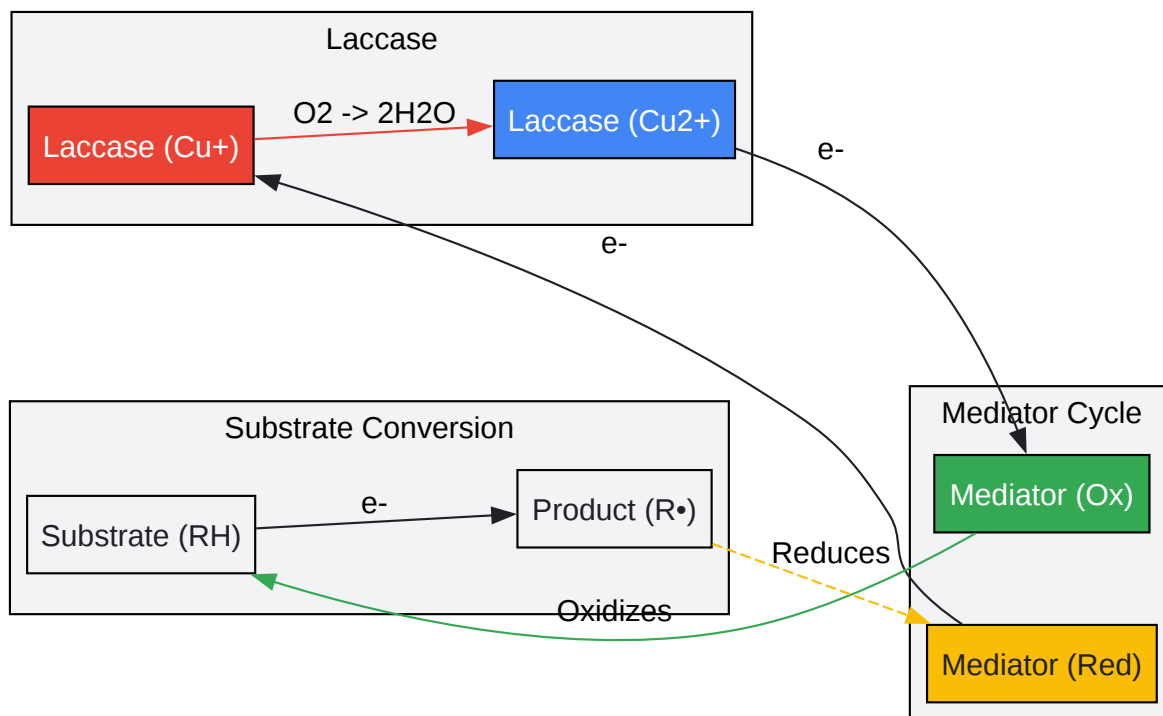 Laccase
O2 -> 2H2O
Laccase (Cu+)
Laccase (Cu2+)
e-
e-
Substrate Conversion
Mediator Cycle
e-
Substrate (RH)
Product (R•)
Mediator (Ox)
Reduces
Oxidizes
Mediator (Red)